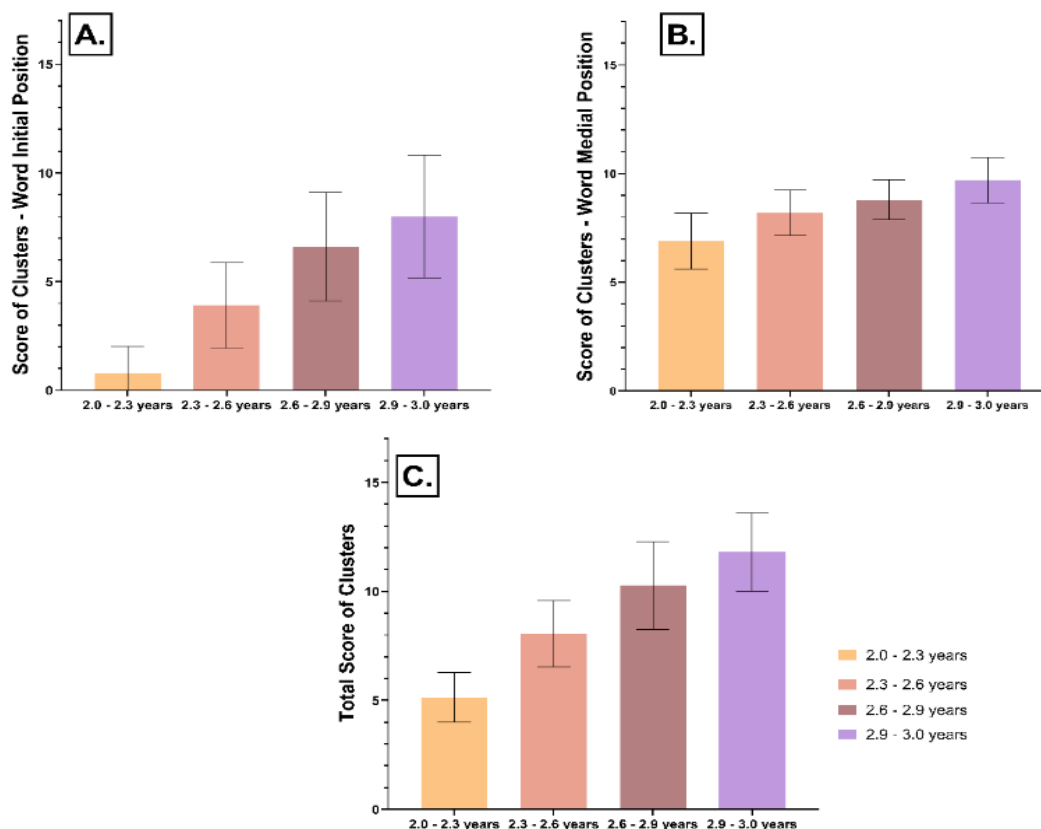 A.
Score of Clusters - Word Initial Position
15
10
5
0
2.0 - 2.3 years 2.3 - 2.6 years 2.6 - 2.9 years 2.9 - 3.0 years
B.
Score of Clusters - Word Medial Position
15
10
5
0
2.0 - 2.3 years 2.3 - 2.6 years 2.6 - 2.9 years 2.9 - 3.0 years
C.
Total Score of Clusters
15
10
5
0
2.0 - 2.3 years 2.3 - 2.6 years 2.6 - 2.9 years 2.9 - 3.0 years
2.0 - 2.3 years
2.3 - 2.6 years
2.6 - 2.9 years
2.9 - 3.0 years